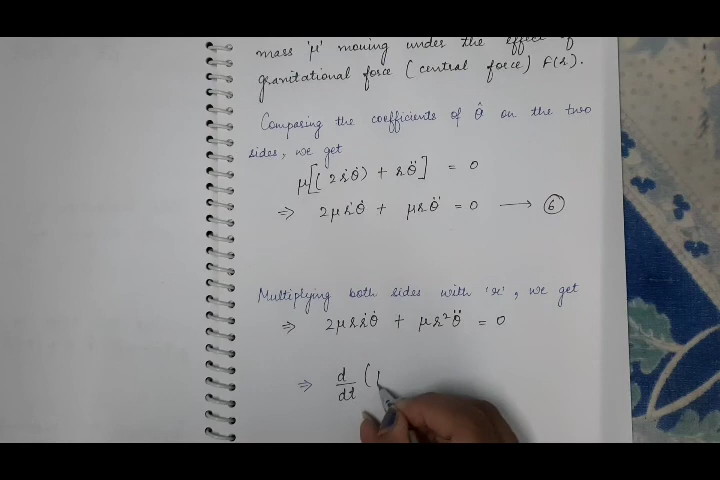 mass 'μ' moving under the effect of
gravitational force (central force) F(r).
Comparing the coefficients of θ̂ on the two
sides, we get
μ[(2ṙθ̇) + rθ̈] = 0
⇒ 2μṙθ̇ + μrθ̈ = 0 → ⑥
Multiplying both sides with 'r', we get
⇒ 2μrṙθ̇ + μr²θ̈ = 0
⇒ d/dt (